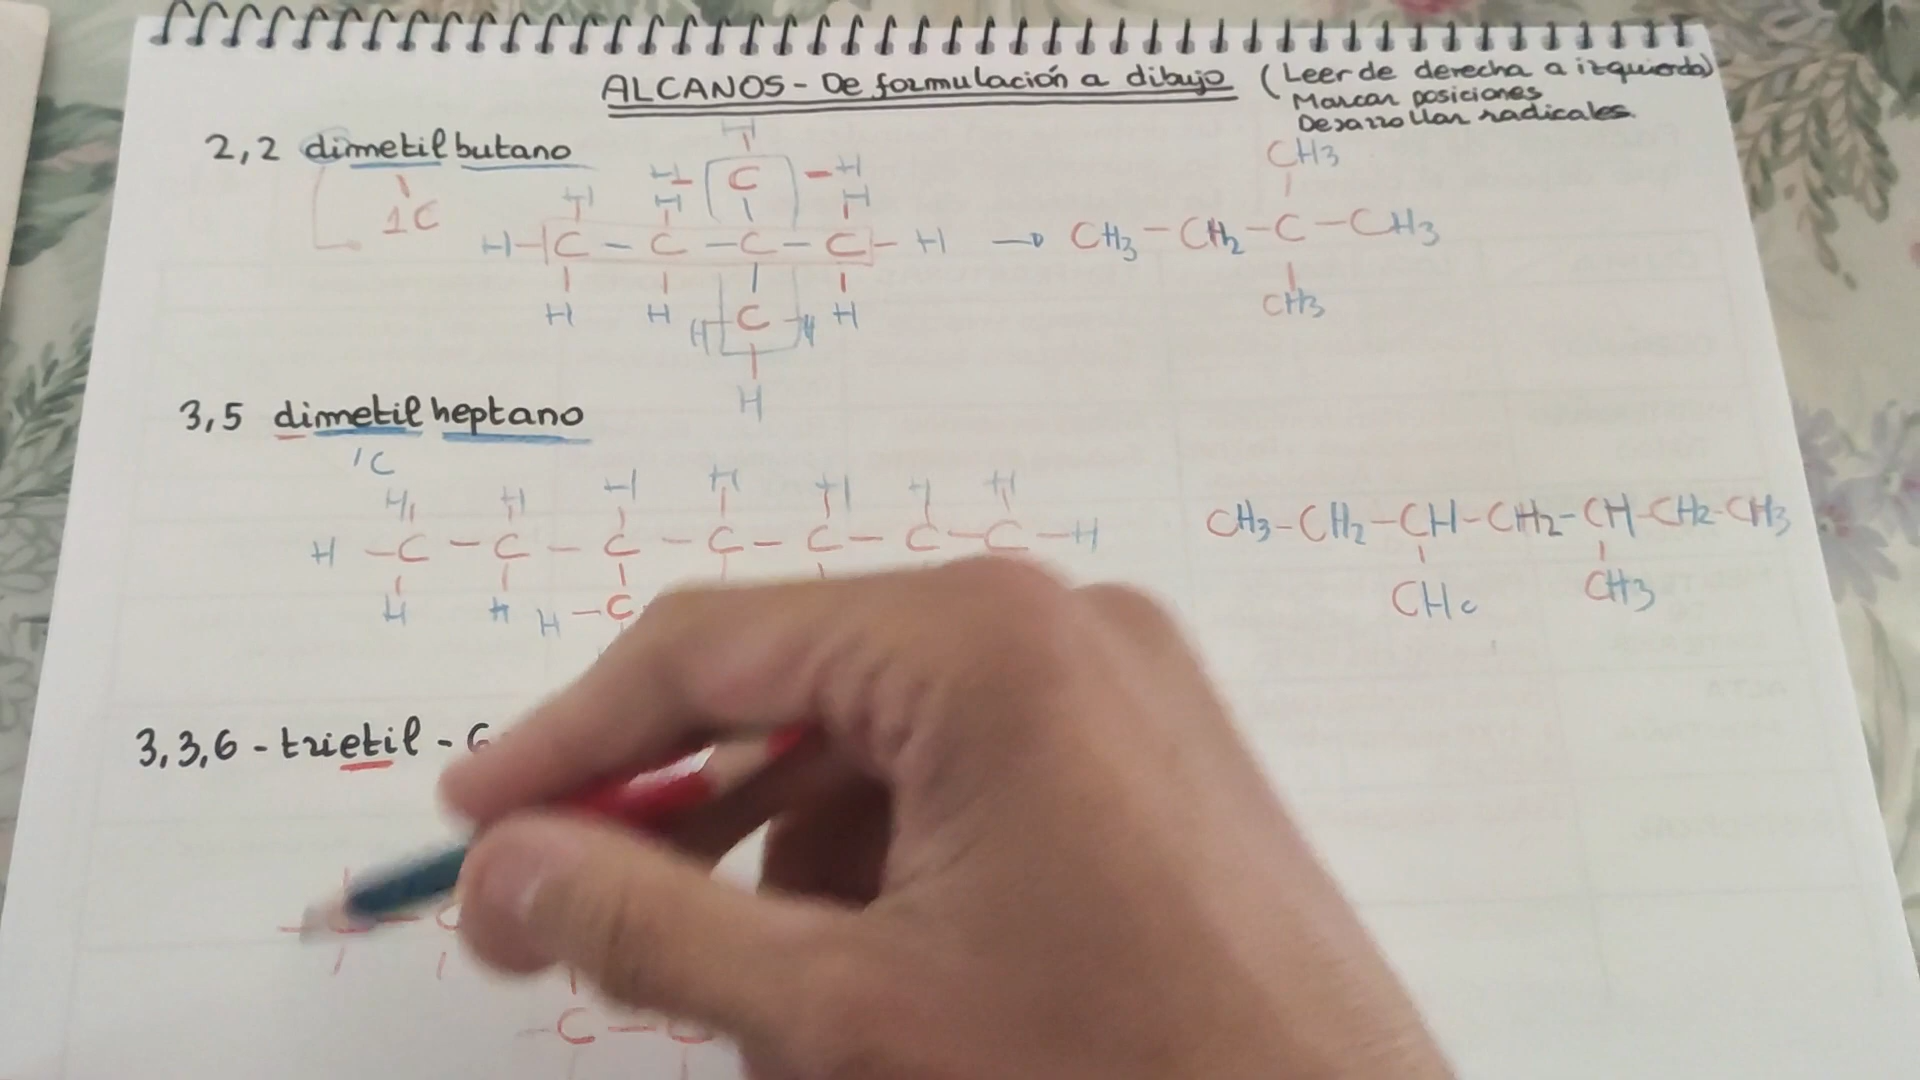 ALCANOS - De formulación a dibujo (Leer de derecha a izquierda)
Marcar posiciones
Desarrollar radicales.
2,2 dimetil butano
1C
H H H
H H H
C
H - C - C - C - C - H
H H H C H H
H
CH3
CH3 - CH2 - C - CH3
CH3
3,5 dimetil heptano
1C
H H H H H H H
H - C - C - C - C - C - C - C - H
H H H - C
CH3-CH2-CH-CH2-CH-CH2-CH3
CH CH3
3,3,6 - trietil - 6
C
C - C